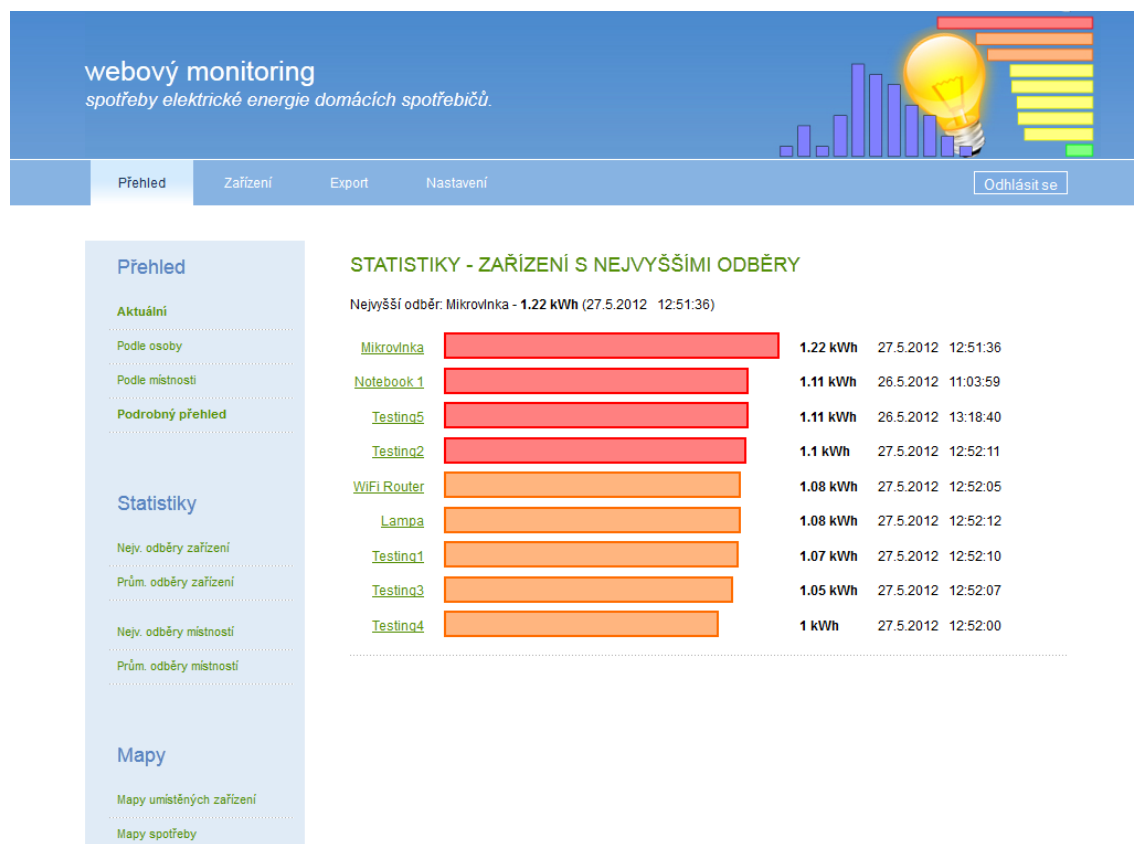 webový monitoring
spotřeby elektrické energie domácích spotřebičů.
Přehled Zařízení Export Nastavení Odhlásit se
Přehled
Aktuální
Podle osoby
Podle místnosti
Podrobný přehled
Statistiky
Nejv. odběry zařízení
Prům. odběry zařízení
Nejv. odběry místností
Prům. odběry místností
Mapy
Mapy umístěných zařízení
Mapy spotřeby
STATISTIKY - ZAŘÍZENÍ S NEJVYŠŠÍMI ODBĚRY
Nejvyšší odběr: Mikrovlnka - 1.22 kWh (27.5.2012 12:51:36)
Mikrovlnka 1.22 kWh 27.5.2012 12:51:36
Notebook 1 1.11 kWh 26.5.2012 11:03:59
Testing5 1.11 kWh 26.5.2012 13:18:40
Testing2 1.1 kWh 27.5.2012 12:52:11
WiFi Router 1.08 kWh 27.5.2012 12:52:05
Lampa 1.08 kWh 27.5.2012 12:52:12
Testing1 1.07 kWh 27.5.2012 12:52:10
Testing3 1.05 kWh 27.5.2012 12:52:07
Testing4 1 kWh 27.5.2012 12:52:00